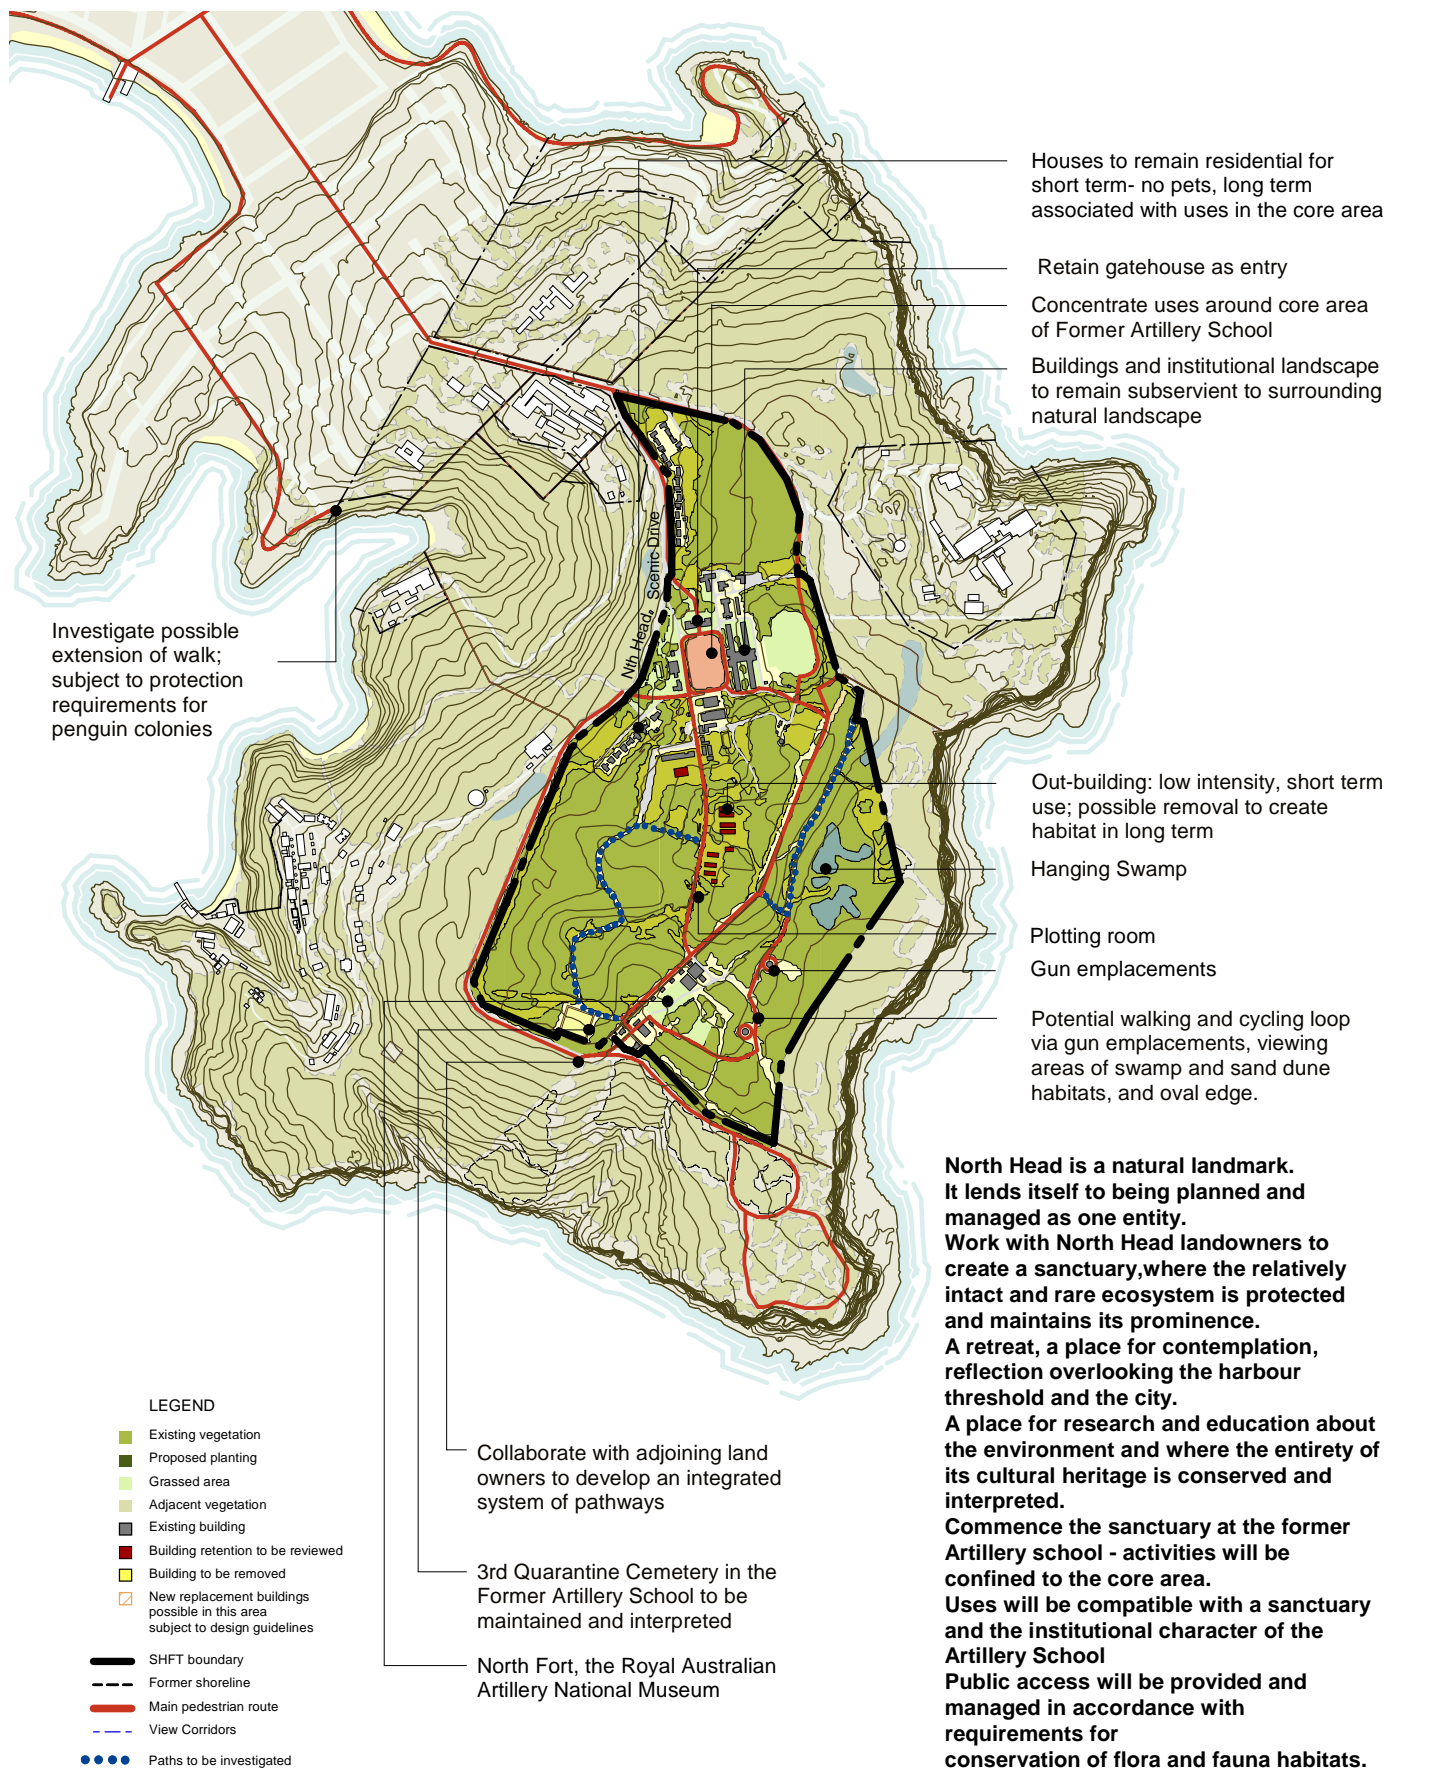 Houses to remain residential for
short term- no pets, long term
associated with uses in the core area
Retain gatehouse as entry
Concentrate uses around core area
of Former Artillery School
Buildings and institutional landscape
to remain subservient to surrounding
natural landscape
Nth Head, Scenic Drive
Investigate possible
extension of walk;
subject to protection
requirements for
penguin colonies
Out-building: low intensity, short term
use; possible removal to create
habitat in long term
Hanging Swamp
Plotting room
Gun emplacements
Potential walking and cycling loop
via gun emplacements, viewing
areas of swamp and sand dune
habitats, and oval edge.
North Head is a natural landmark.
It lends itself to being planned and
managed as one entity.
Work with North Head landowners to
create a sanctuary,where the relatively
intact and rare ecosystem is protected
and maintains its prominence.
A retreat, a place for contemplation,
reflection overlooking the harbour
threshold and the city.
A place for research and education about
the environment and where the entirety of
its cultural heritage is conserved and
interpreted.
Commence the sanctuary at the former
Artillery school - activities will be
confined to the core area.
Uses will be compatible with a sanctuary
and the institutional character of the
Artillery School
Public access will be provided and
managed in accordance with
requirements for
conservation of flora and fauna habitats.
Collaborate with adjoining land
owners to develop an integrated
system of pathways
3rd Quarantine Cemetery in the
Former Artillery School to be
maintained and interpreted
North Fort, the Royal Australian
Artillery National Museum
LEGEND
Existing vegetation
Proposed planting
Grassed area
Adjacent vegetation
Existing building
Building retention to be reviewed
Building to be removed
New replacement buildings
possible in this area
subject to design guidelines
SHFT boundary
Former shoreline
Main pedestrian route
View Corridors
Paths to be investigated